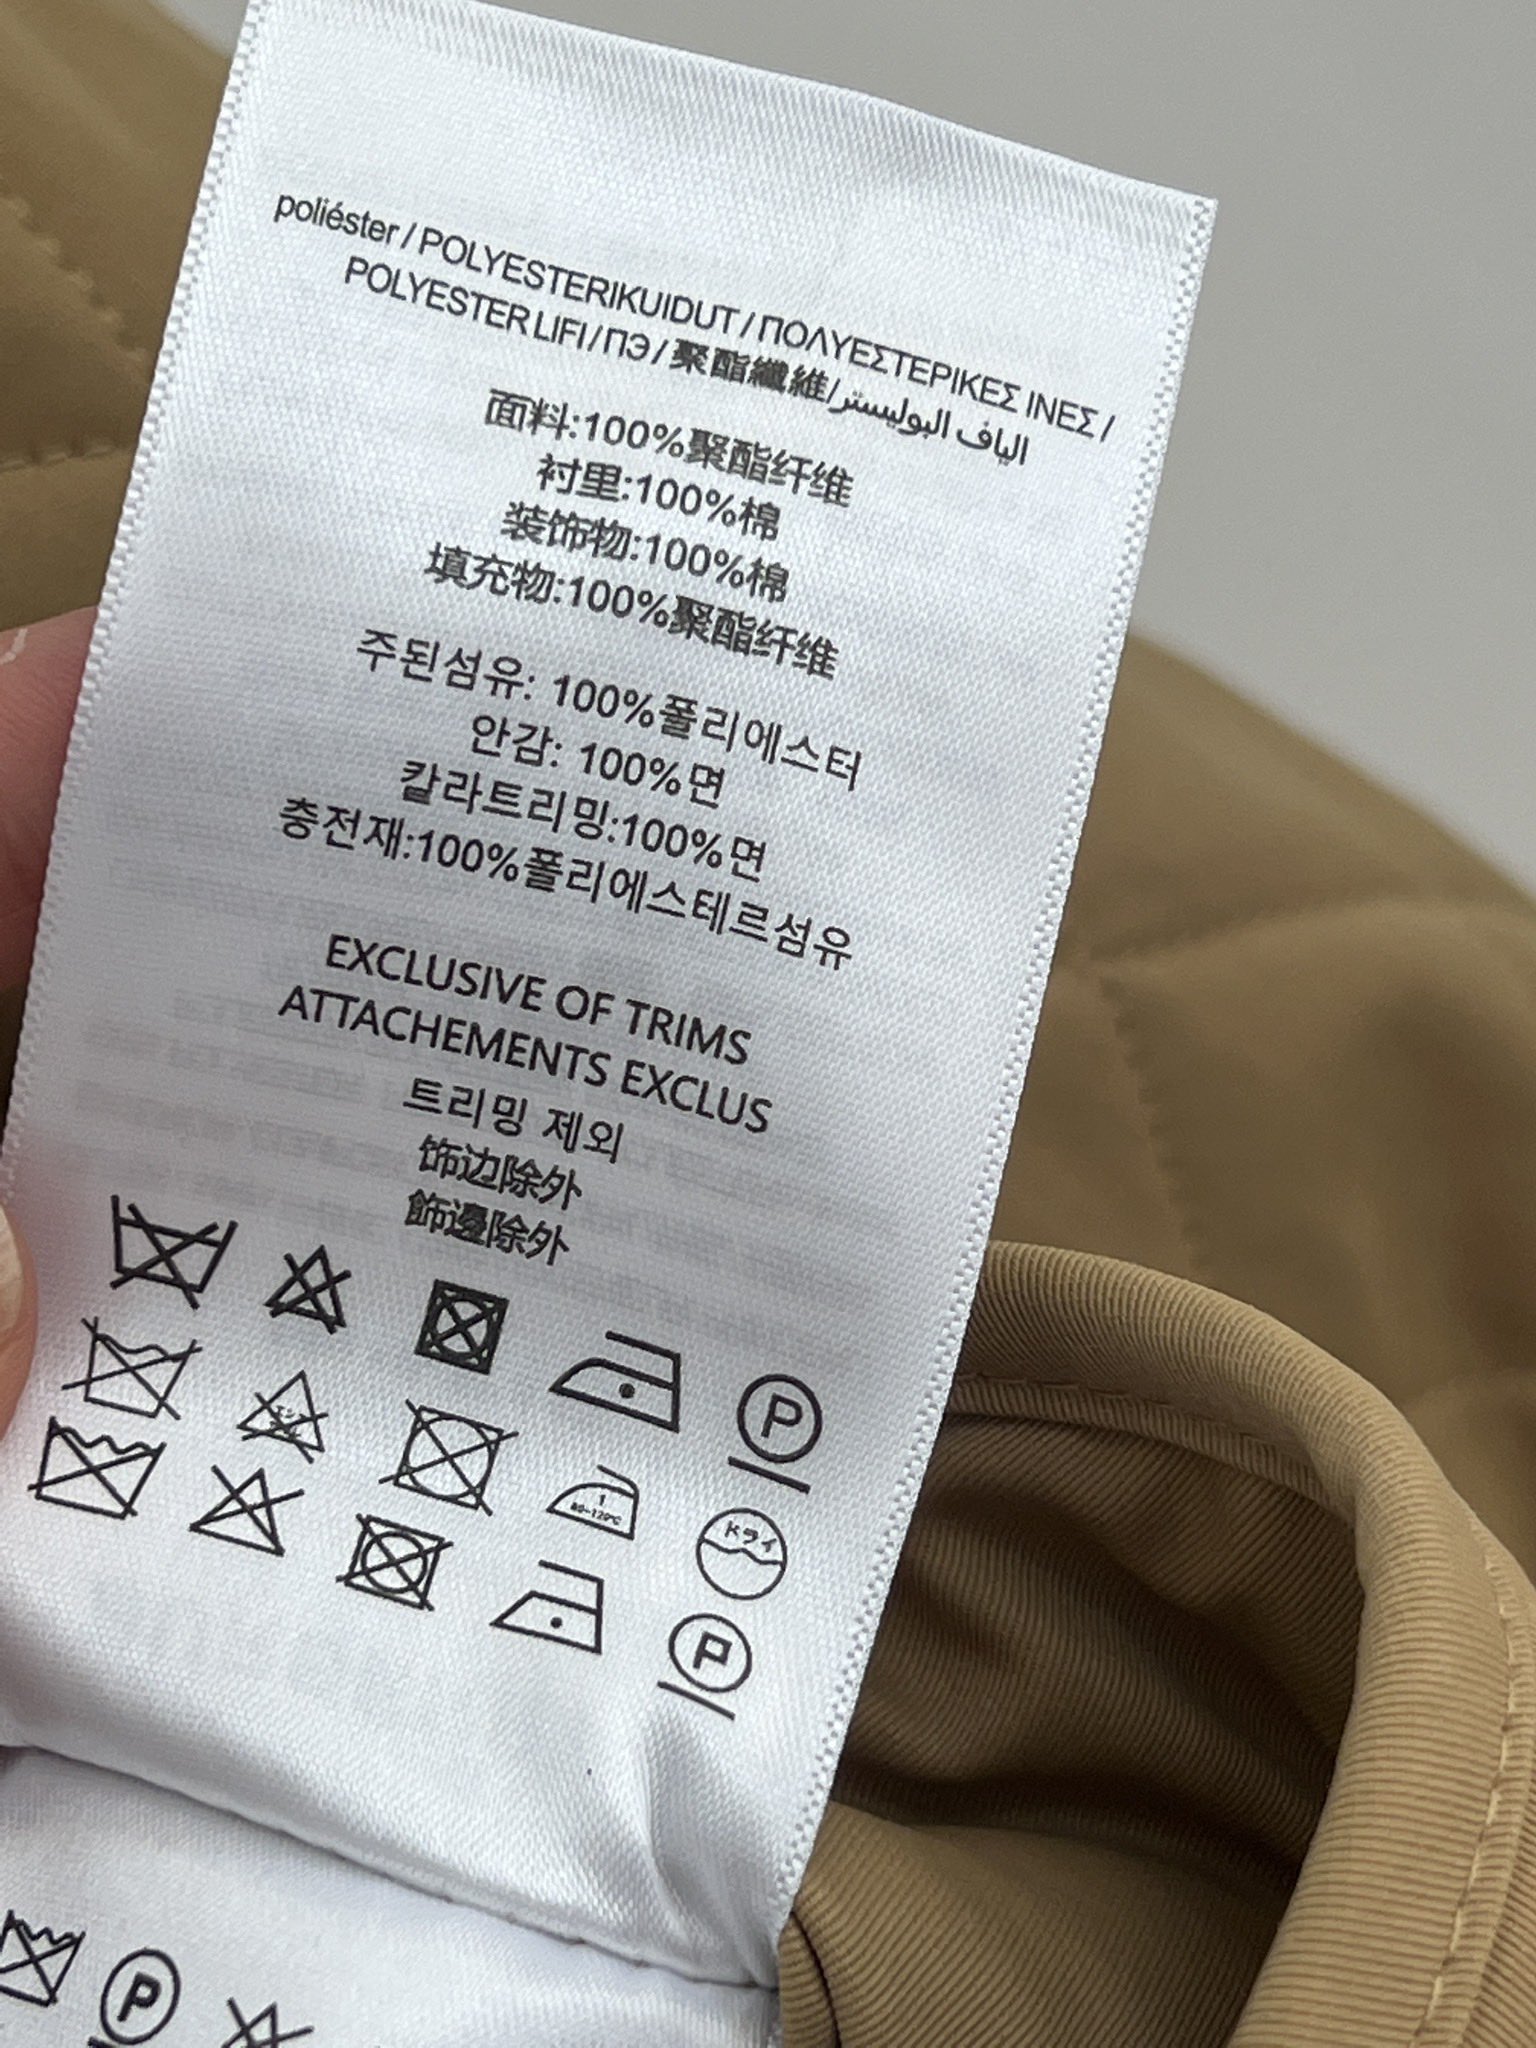 poliéster / POLYESTERIKUIDUT / ΠΟΛΥΕΣΤΕΡΙΚΕΣ ΙΝΕΣ /
POLYESTER LIFI / ПЭ / 聚酯纖維/الياف البوليستر
面料:100%聚酯纤维
衬里:100%棉
装饰物:100%棉
填充物:100%聚酯纤维
주된섬유: 100%폴리에스터
안감: 100%면
칼라트리밍:100%면
충전재:100%폴리에스테르섬유
EXCLUSIVE OF TRIMS
ATTACHEMENTS EXCLUS
트리밍 제외
饰边除外
飾邊除外
P
1
80~120℃
ドライ
P
P